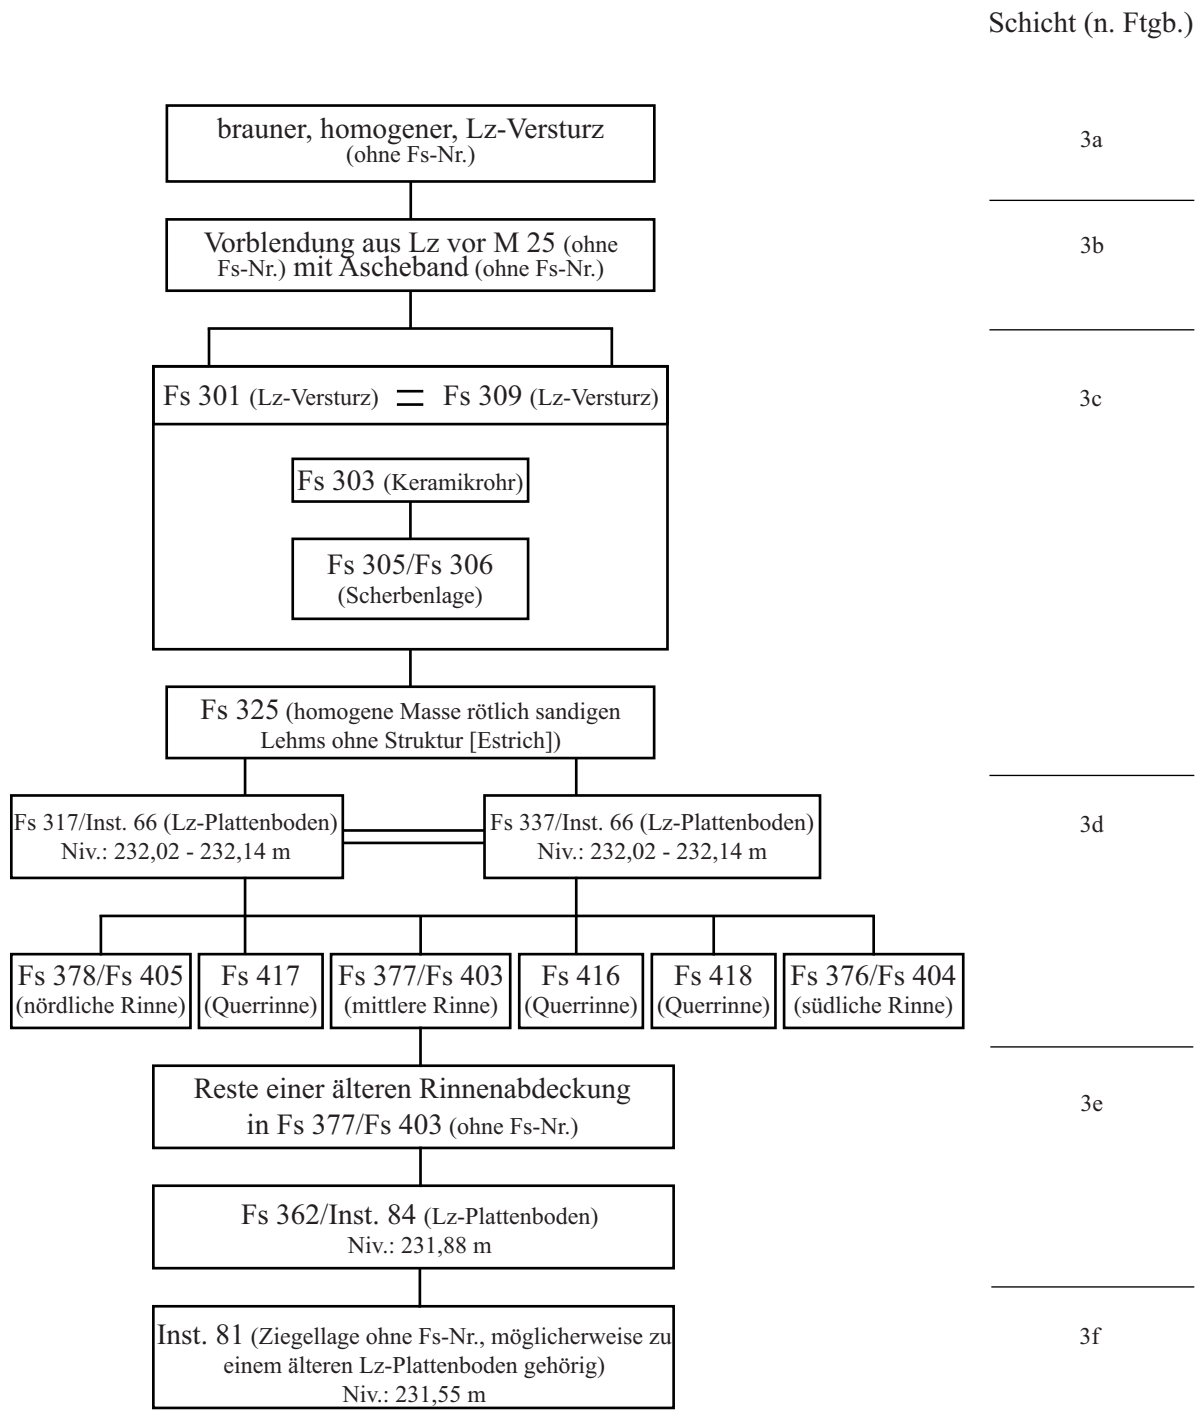 Schicht (n. Ftgb.)
brauner, homogener, Lz-Versturz
(ohne Fs-Nr.)
3a
Vorblendung aus Lz vor M 25 (ohne
Fs-Nr.) mit Ascheband (ohne Fs-Nr.)
3b
Fs 301 (Lz-Versturz) = Fs 309 (Lz-Versturz)
3c
Fs 303 (Keramikrohr)
Fs 305/Fs 306
(Scherbenlage)
Fs 325 (homogene Masse rötlich sandigen
Lehms ohne Struktur [Estrich])
Fs 317/Inst. 66 (Lz-Plattenboden)
Niv.: 232,02 - 232,14 m
Fs 337/Inst. 66 (Lz-Plattenboden)
Niv.: 232,02 - 232,14 m
3d
Fs 378/Fs 405
(nördliche Rinne)
Fs 417
(Querrinne)
Fs 377/Fs 403
(mittlere Rinne)
Fs 416
(Querrinne)
Fs 418
(Querrinne)
Fs 376/Fs 404
(südliche Rinne)
Reste einer älteren Rinnenabdeckung
in Fs 377/Fs 403 (ohne Fs-Nr.)
3e
Fs 362/Inst. 84 (Lz-Plattenboden)
Niv.: 231,88 m
Inst. 81 (Ziegellage ohne Fs-Nr., möglicherweise zu
einem älteren Lz-Plattenboden gehörig)
Niv.: 231,55 m
3f